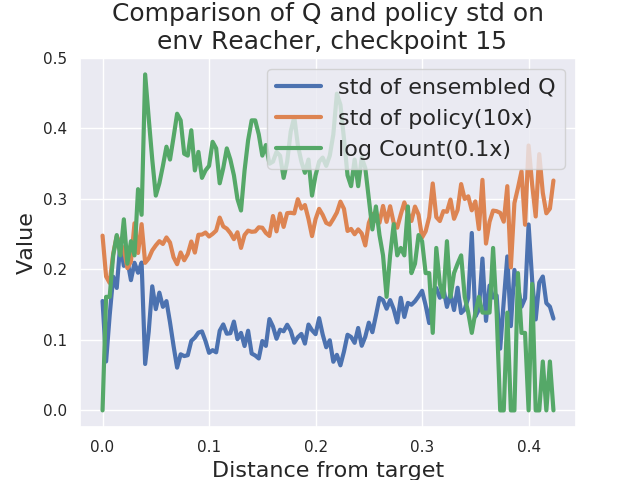 Comparison of Q and policy std on
env Reacher, checkpoint 15
std of ensembled Q
std of policy(10x)
log Count(0.1x)
Value
0.5
0.4
0.3
0.2
0.1
0.0
0.0 0.1 0.2 0.3 0.4
Distance from target